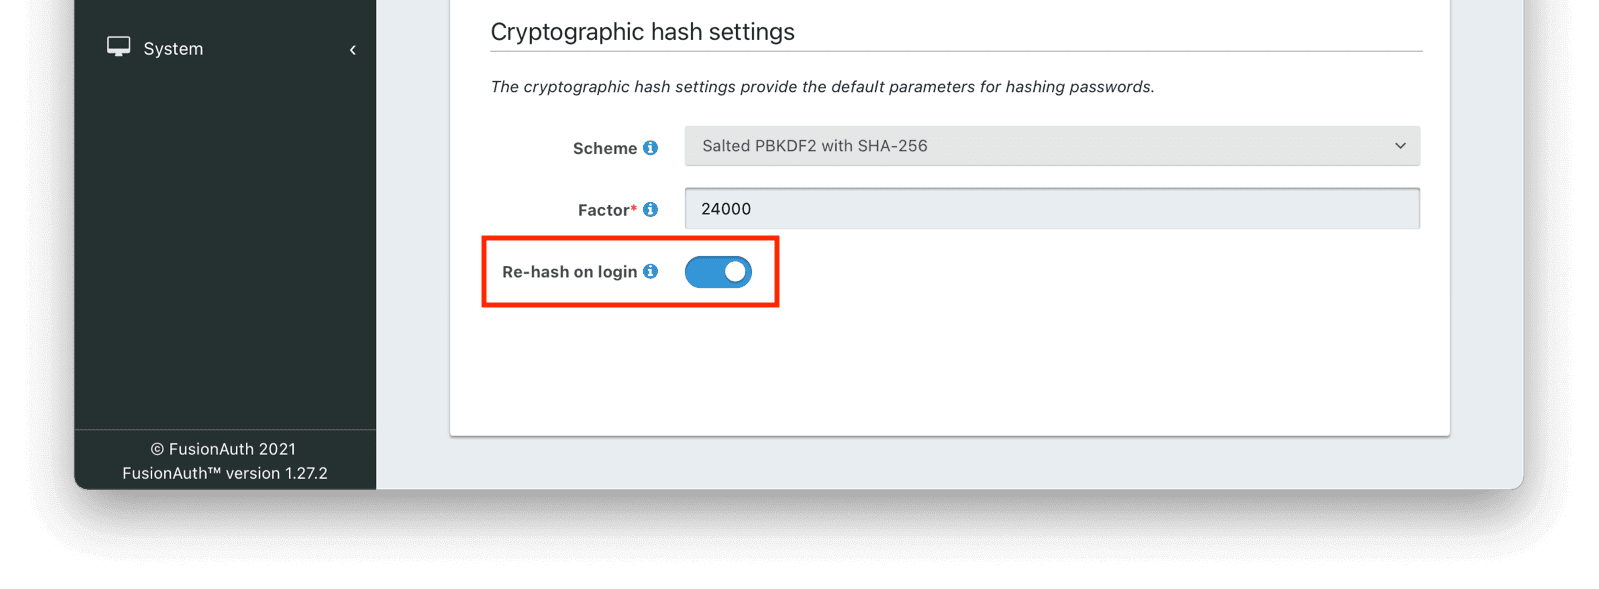 System
Cryptographic hash settings
The cryptographic hash settings provide the default parameters for hashing passwords.
Scheme
Salted PBKDF2 with SHA-256
Factor*
24000
Re-hash on login
© FusionAuth 2021
FusionAuth™ version 1.27.2